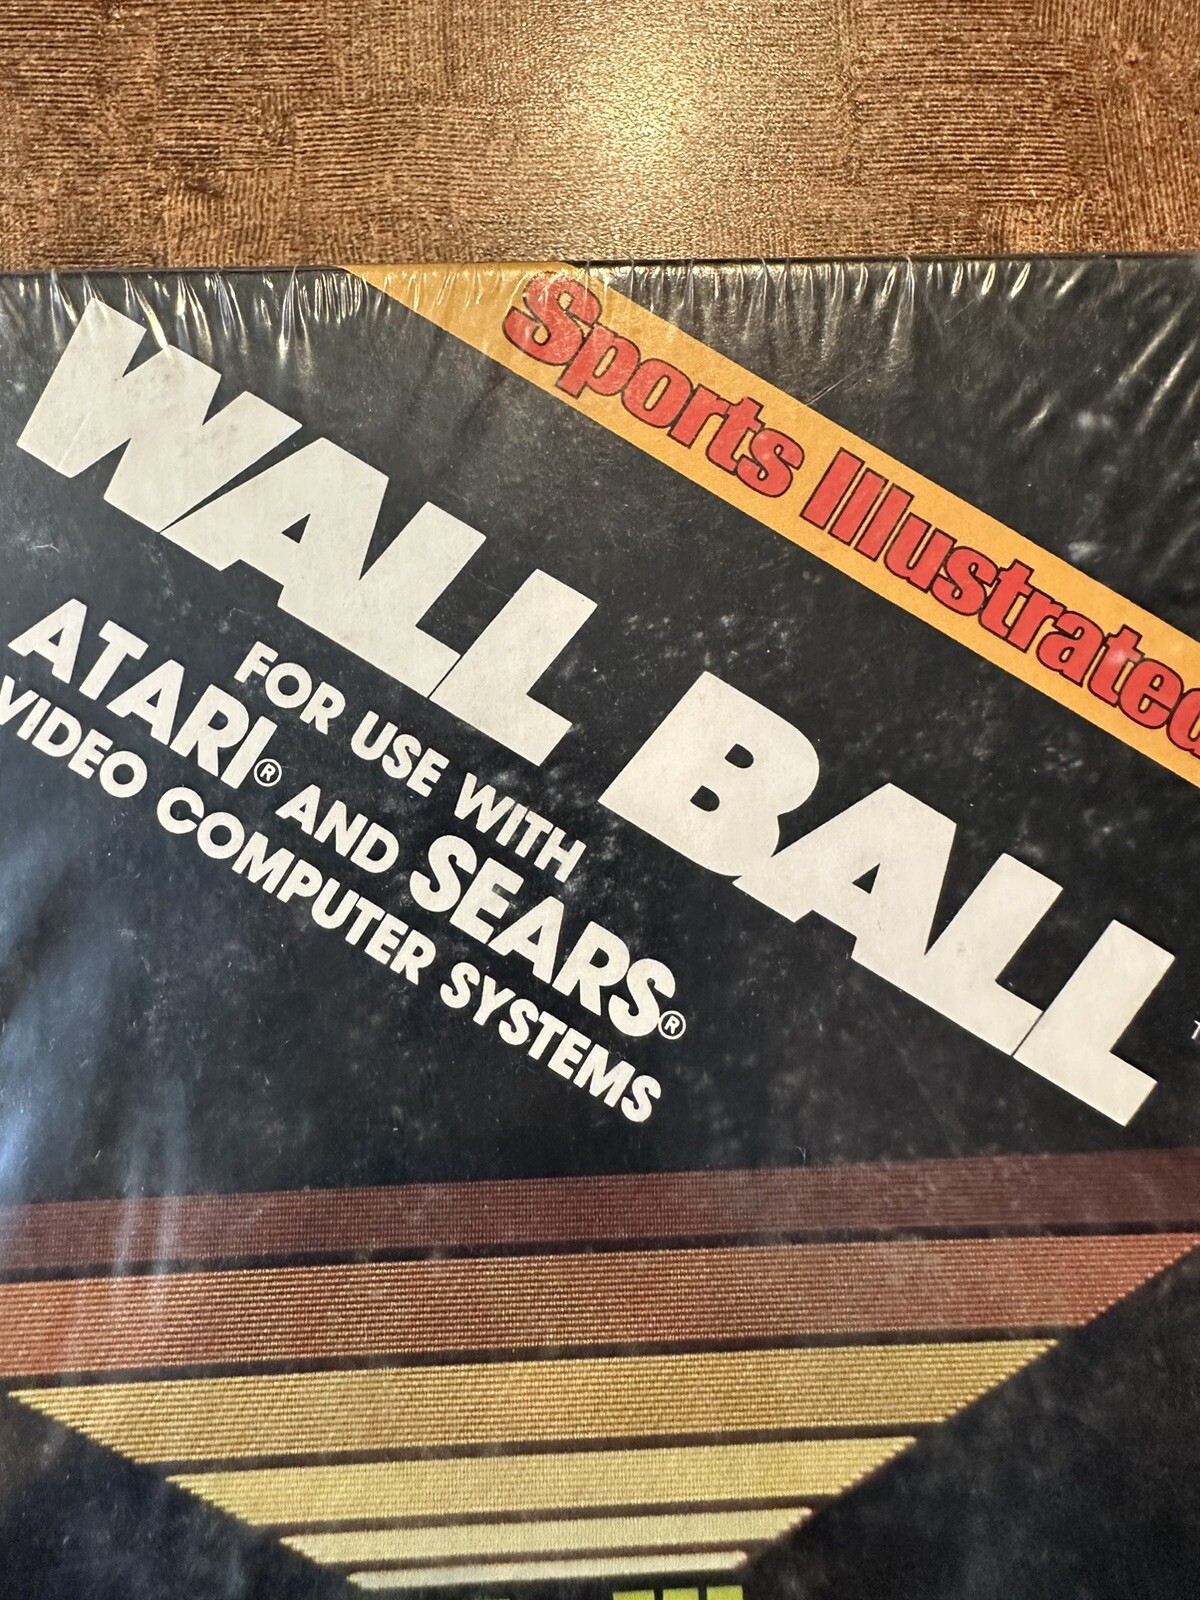 Sports Illustrated
WALL BALL
FOR USE WITH
ATARI® AND SEARS®
VIDEO COMPUTER SYSTEMS